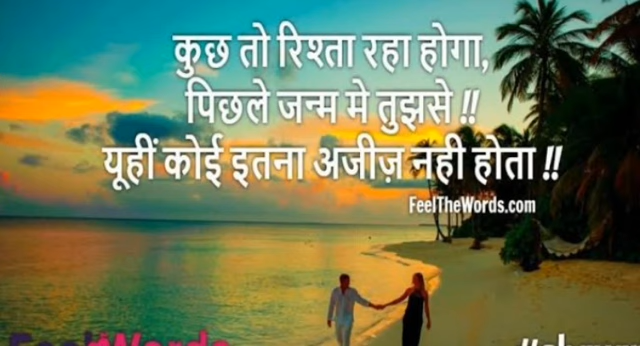 कुछ तो रिश्ता रहा होगा,
पिछले जन्म मे तुझसे !!
यूहीं कोई इतना अजीज़ नही होता !!
FeelTheWords.com